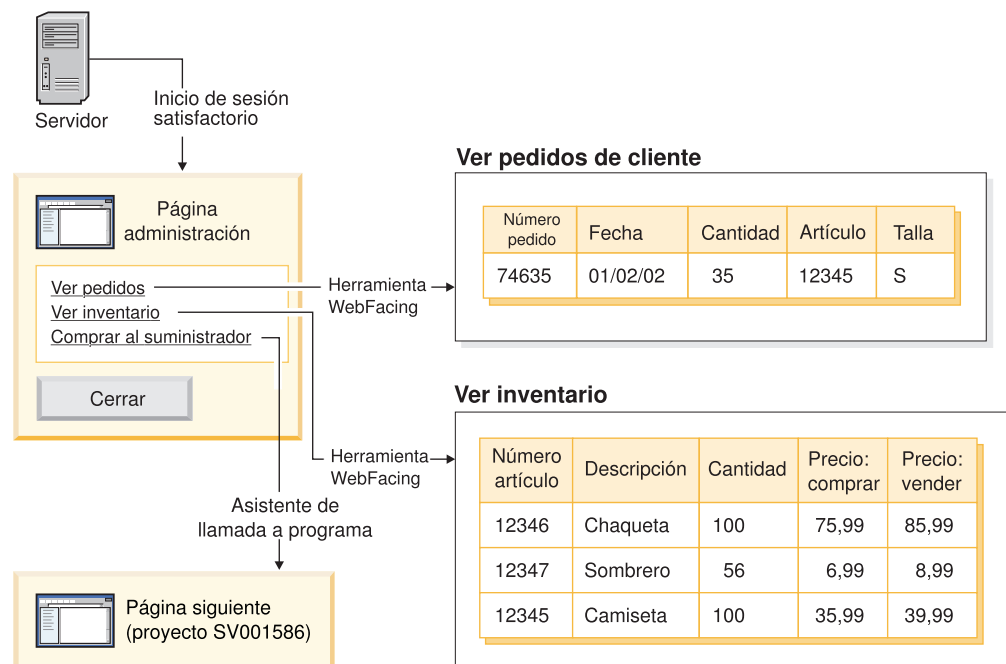 Servidor
Inicio de sesión
satisfactorio
Página
administración
Ver pedidos
Ver inventario
Comprar al suministrador
Cerrar
Herramienta
WebFacing
Ver pedidos de cliente
Número
pedido
Fecha
Cantidad
Artículo
Talla
74635
01/02/02
35
12345
S
Herramienta
WebFacing
Ver inventario
Número
artículo
Descripción
Cantidad
Precio:
comprar
Precio:
vender
12346
Chaqueta
100
75,99
85,99
12347
Sombrero
56
6,99
8,99
12345
Camiseta
100
35,99
39,99
Asistente de
llamada a programa
Página siguiente
(proyecto SV001586)